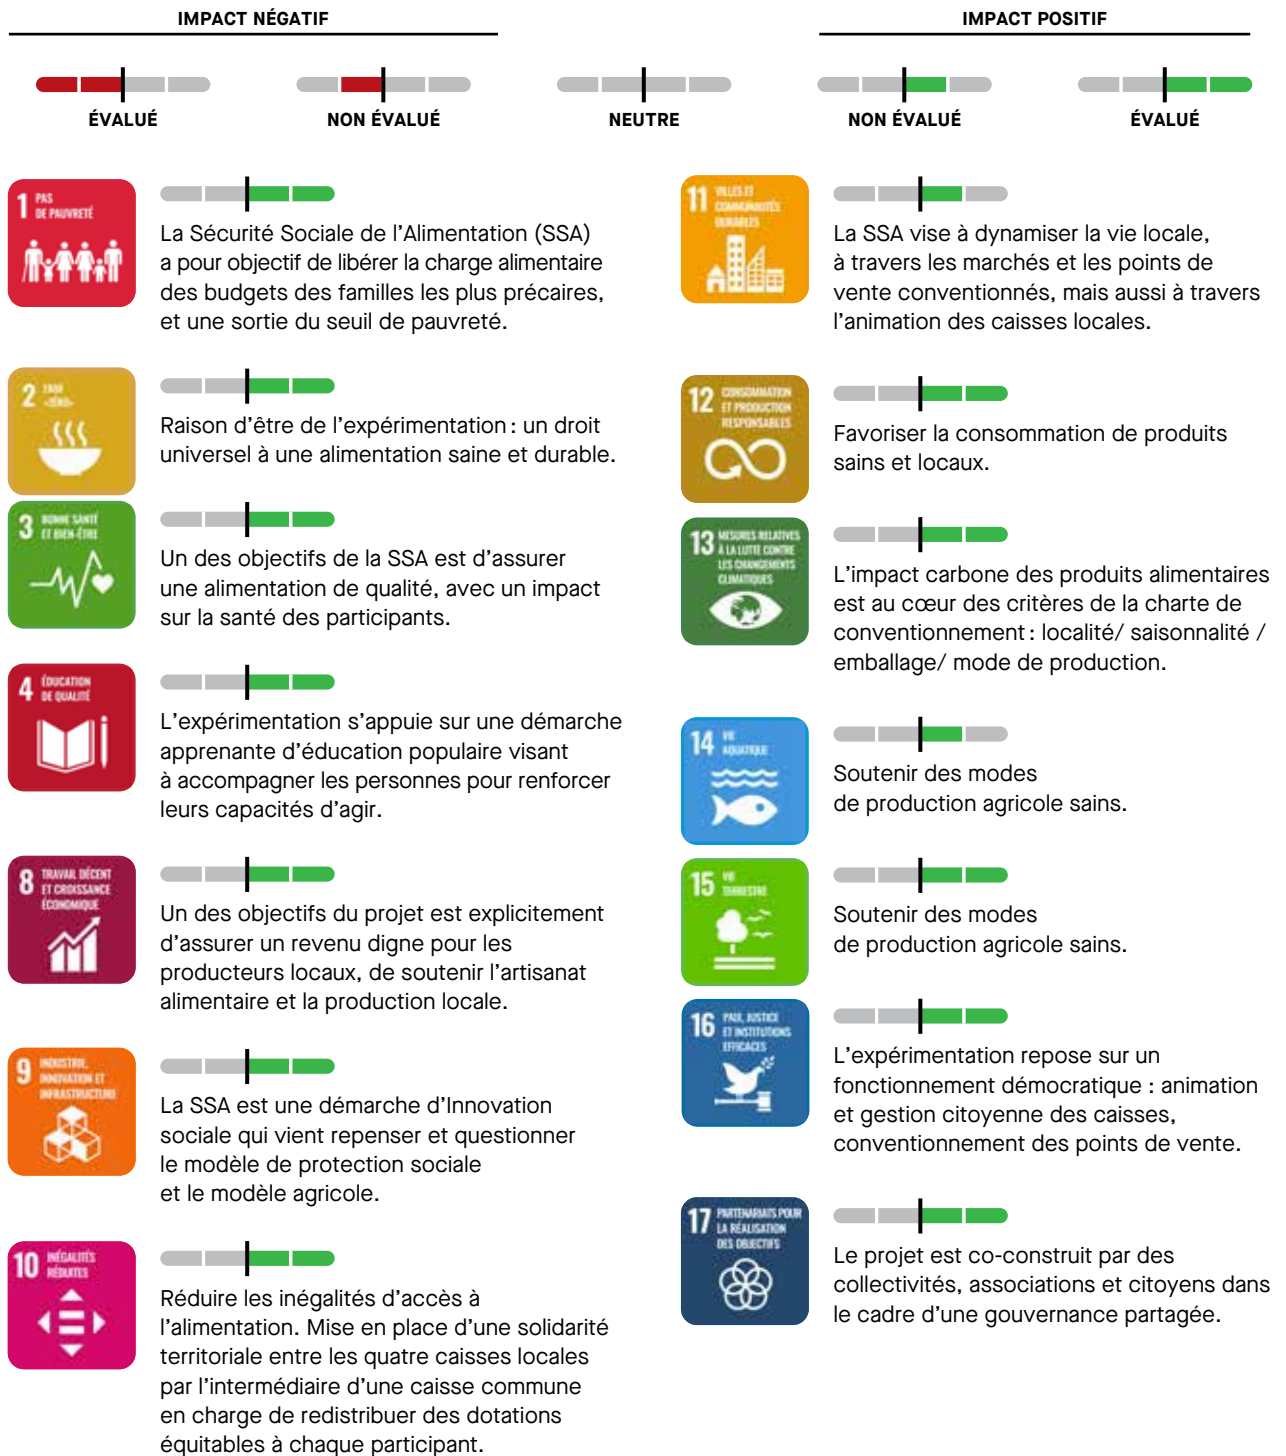 IMPACT NÉGATIF
IMPACT POSITIF
ÉVALUÉ
NON ÉVALUÉ
NEUTRE
NON ÉVALUÉ
ÉVALUÉ
1 PAS
DE PAUVRETÉ
La Sécurité Sociale de l'Alimentation (SSA)
a pour objectif de libérer la charge alimentaire
des budgets des familles les plus précaires,
et une sortie du seuil de pauvreté.
2 FAIM
«ZÉRO»
Raison d'être de l'expérimentation : un droit
universel à une alimentation saine et durable.
3 BONNE SANTÉ
ET BIEN-ÊTRE
Un des objectifs de la SSA est d'assurer
une alimentation de qualité, avec un impact
sur la santé des participants.
4 ÉDUCATION
DE QUALITÉ
L'expérimentation s'appuie sur une démarche
apprenante d'éducation populaire visant
à accompagner les personnes pour renforcer
leurs capacités d'agir.
8 TRAVAIL DÉCENT
ET CROISSANCE
ÉCONOMIQUE
Un des objectifs du projet est explicitement
d'assurer un revenu digne pour les
producteurs locaux, de soutenir l'artisanat
alimentaire et la production locale.
9 INDUSTRIE,
INNOVATION ET
INFRASTRUCTURE
La SSA est une démarche d'Innovation
sociale qui vient repenser et questionner
le modèle de protection sociale
et le modèle agricole.
10 INÉGALITÉS
RÉDUITES
Réduire les inégalités d'accès à
l'alimentation. Mise en place d'une solidarité
territoriale entre les quatre caisses locales
par l'intermédiaire d'une caisse commune
en charge de redistribuer des dotations
équitables à chaque participant.
11 VILLES ET
COMMUNAUTÉS
DURABLES
La SSA vise à dynamiser la vie locale,
à travers les marchés et les points de
vente conventionnés, mais aussi à travers
l'animation des caisses locales.
12 CONSOMMATION
ET PRODUCTION
RESPONSABLES
Favoriser la consommation de produits
sains et locaux.
13 MESURES RELATIVES
À LA LUTTE CONTRE
LES CHANGEMENTS
CLIMATIQUES
L'impact carbone des produits alimentaires
est au cœur des critères de la charte de
conventionnement : localité/ saisonnalité /
emballage/ mode de production.
14 VIE
AQUATIQUE
Soutenir des modes
de production agricole sains.
15 VIE
TERRESTRE
Soutenir des modes
de production agricole sains.
16 PAIX, JUSTICE
ET INSTITUTIONS
EFFICACES
L'expérimentation repose sur un
fonctionnement démocratique : animation
et gestion citoyenne des caisses,
conventionnement des points de vente.
17 PARTENARIATS POUR
LA RÉALISATION
DES OBJECTIFS
Le projet est co-construit par des
collectivités, associations et citoyens dans
le cadre d'une gouvernance partagée.